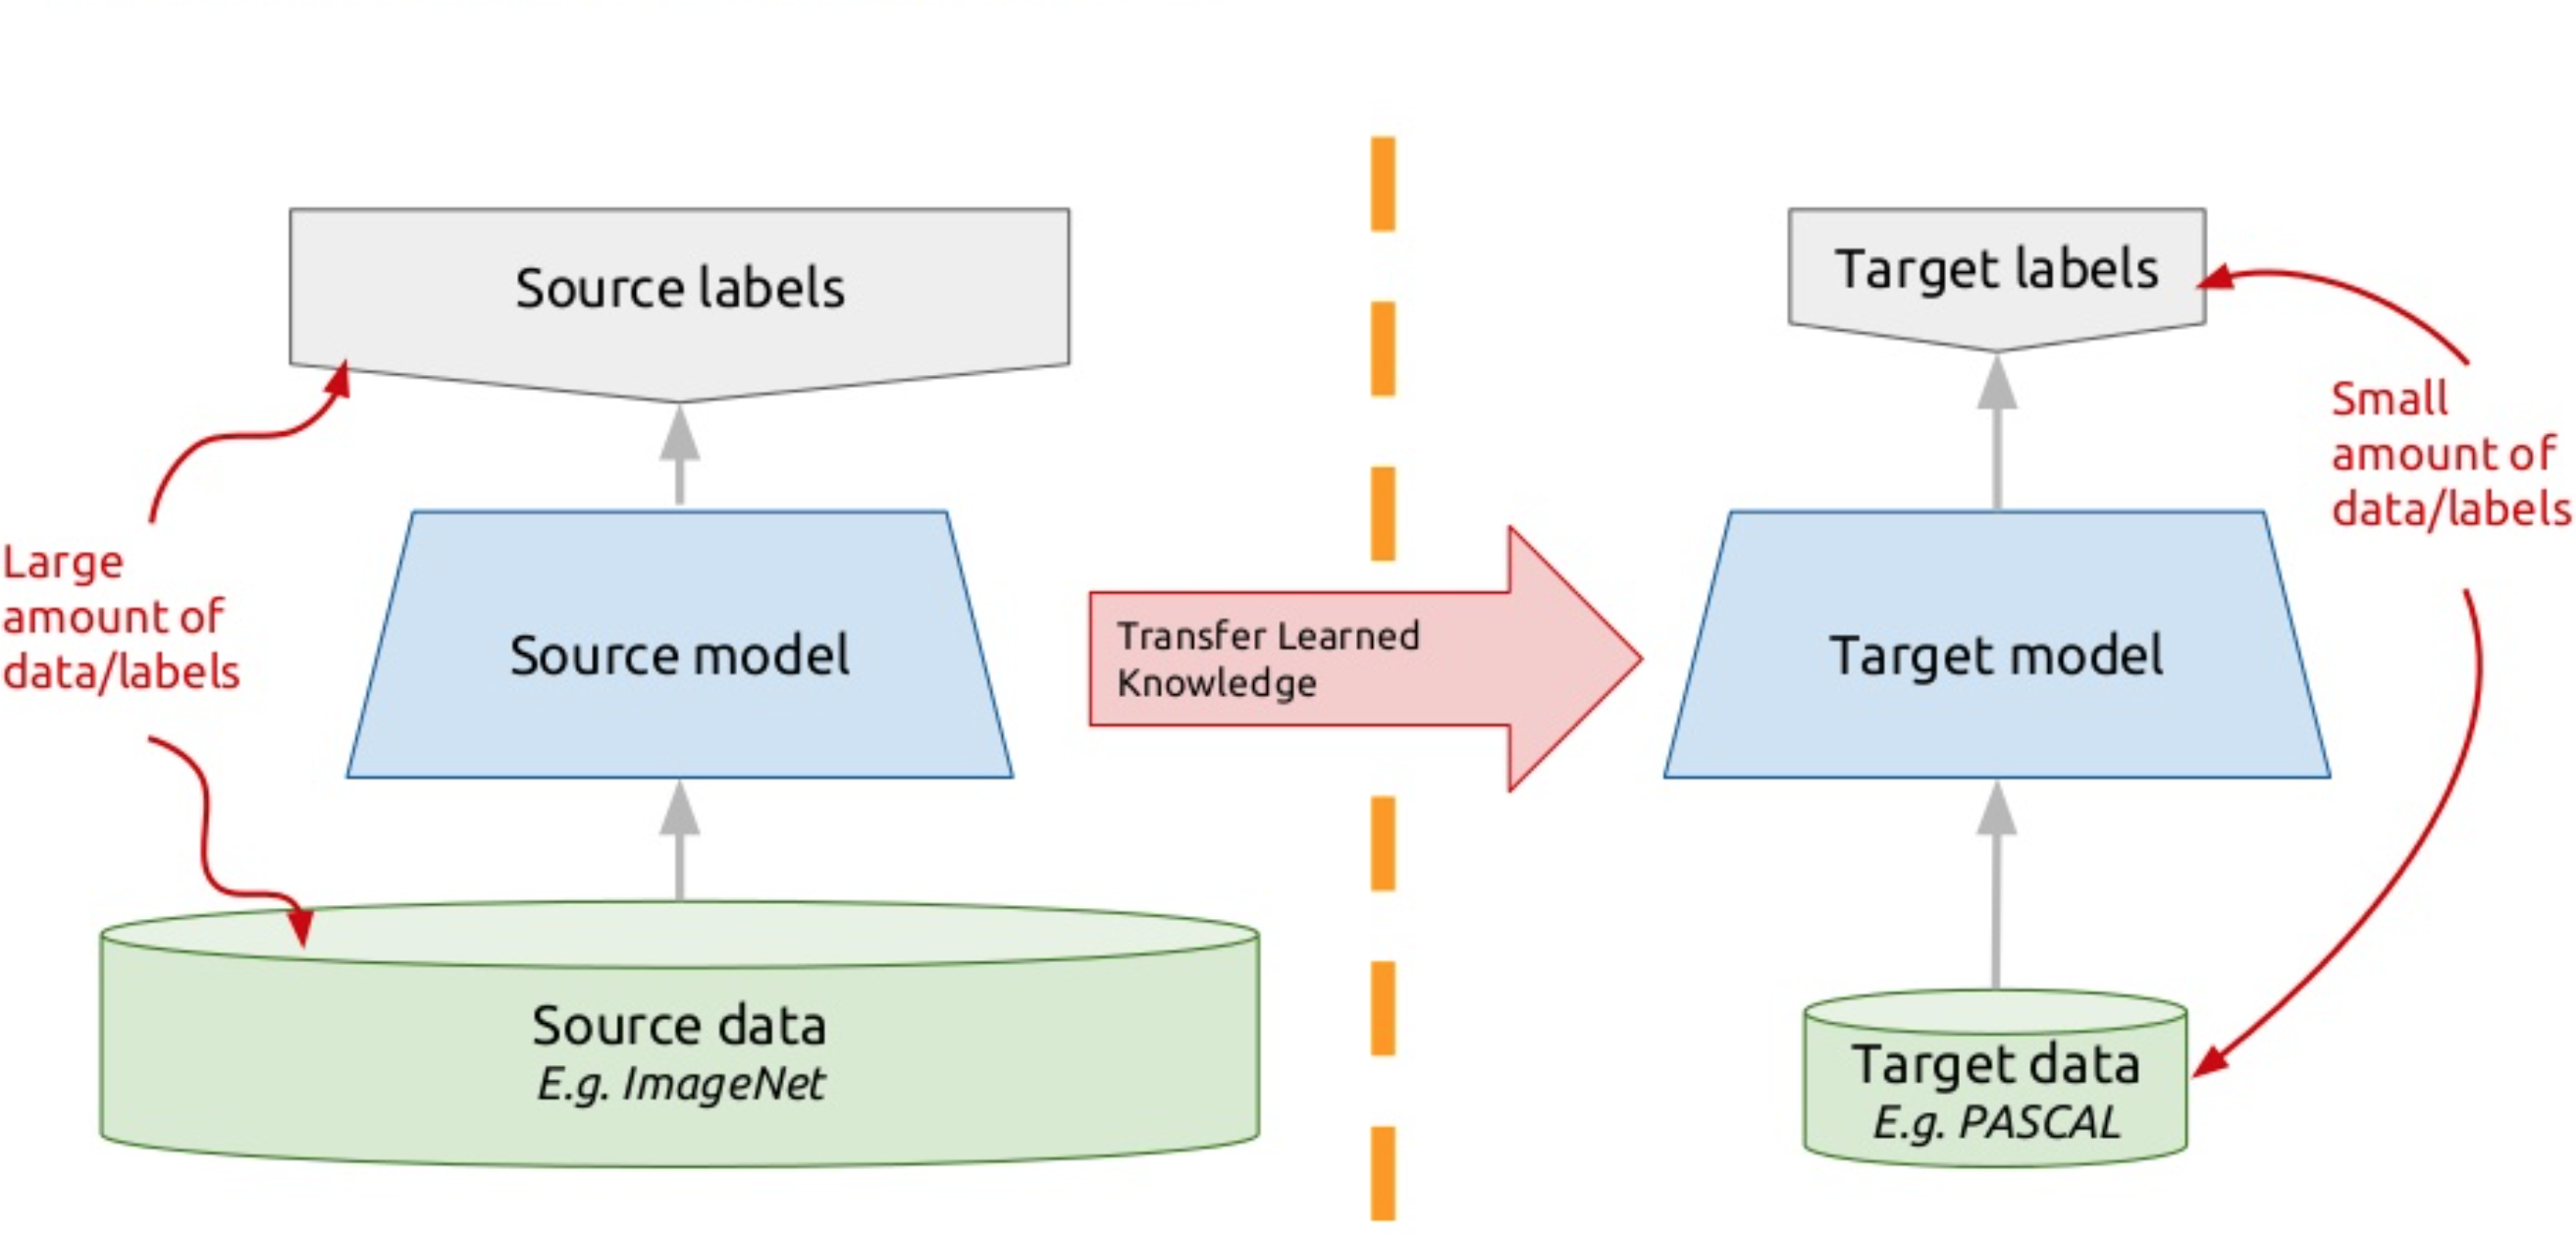 Source labels
Large
amount of
data/labels
Source model
Source data
E.g. ImageNet
Transfer Learned
Knowledge
Target labels
Small
amount of
data/labels
Target model
Target data
E.g. PASCAL